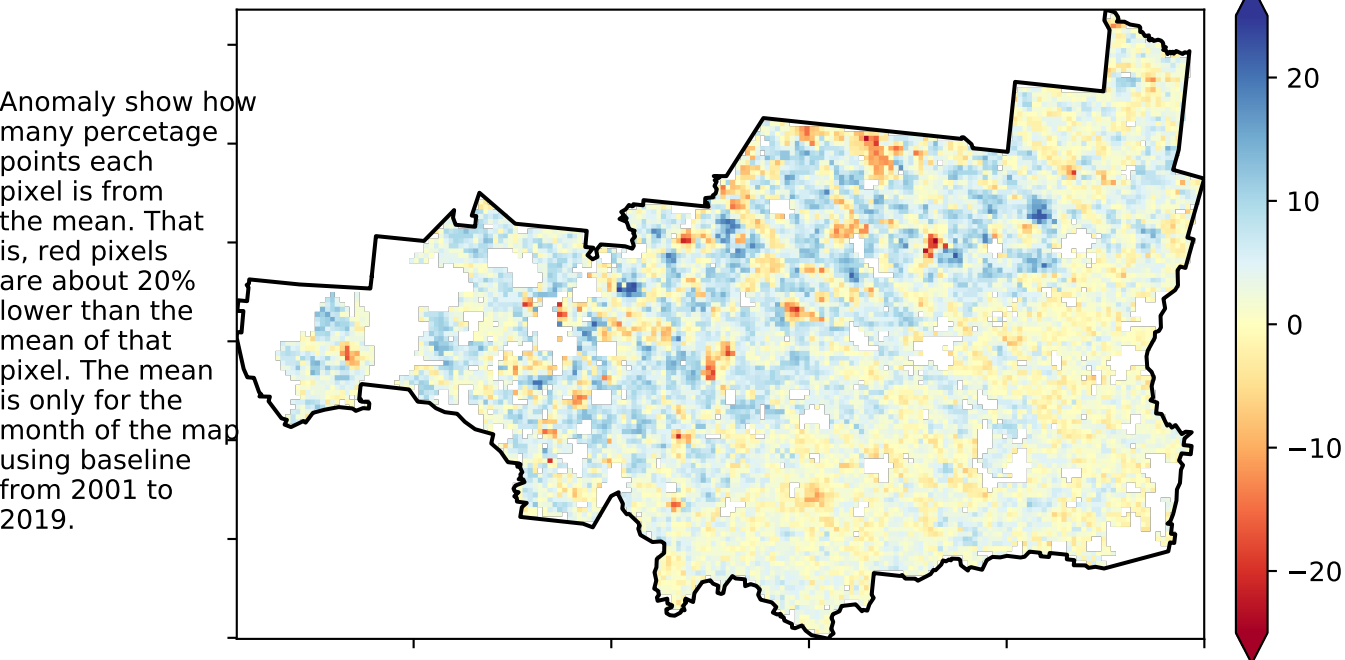 Anomaly show how
many percetage
points each
pixel is from
the mean. That
is, red pixels
are about 20%
lower than the
mean of that
pixel. The mean
is only for the
month of the map
using baseline
from 2001 to
2019.
20
10
0
−10
−20